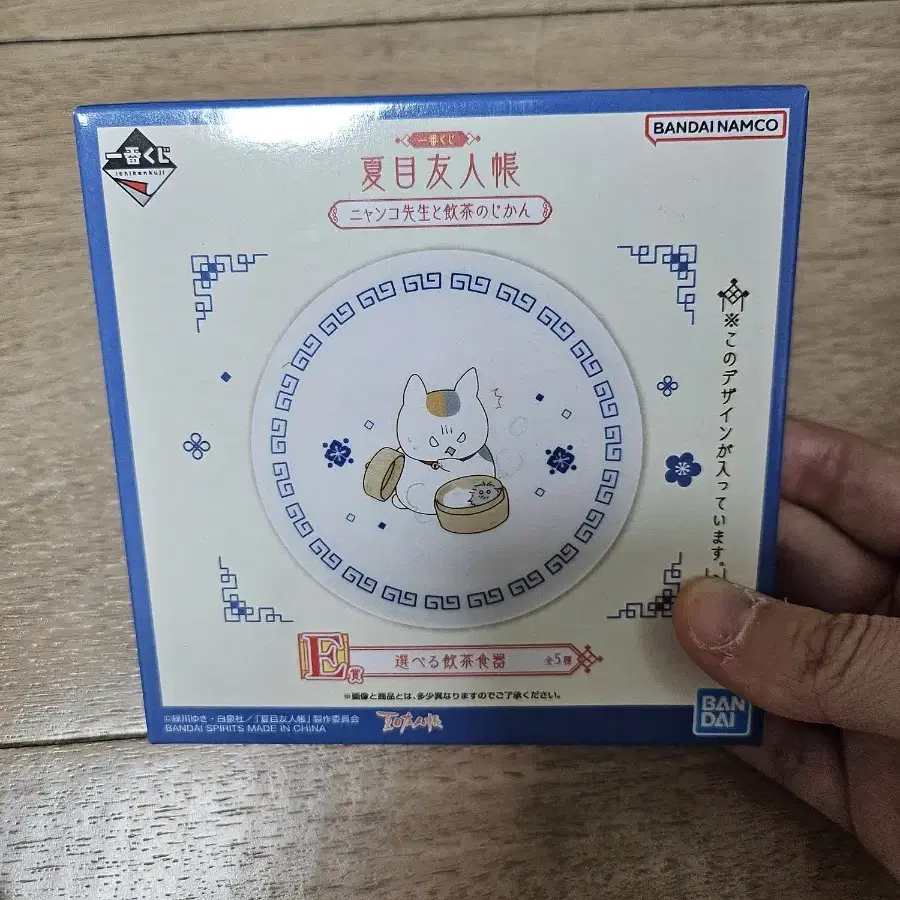 一番くじ
ichibankuji
一番くじ
夏目友人帳
ニャンコ先生と飲茶のじかん
BANDAI NAMCO
※このデザインが入っています。
E賞
選べる飲茶食器 全5種
※画像と商品とは、多少異なりますのでご了承ください。
©緑川ゆき・白泉社/「夏目友人帳」製作委員会
BANDAI SPIRITS MADE IN CHINA
夏目友人帳
BAN
DAI